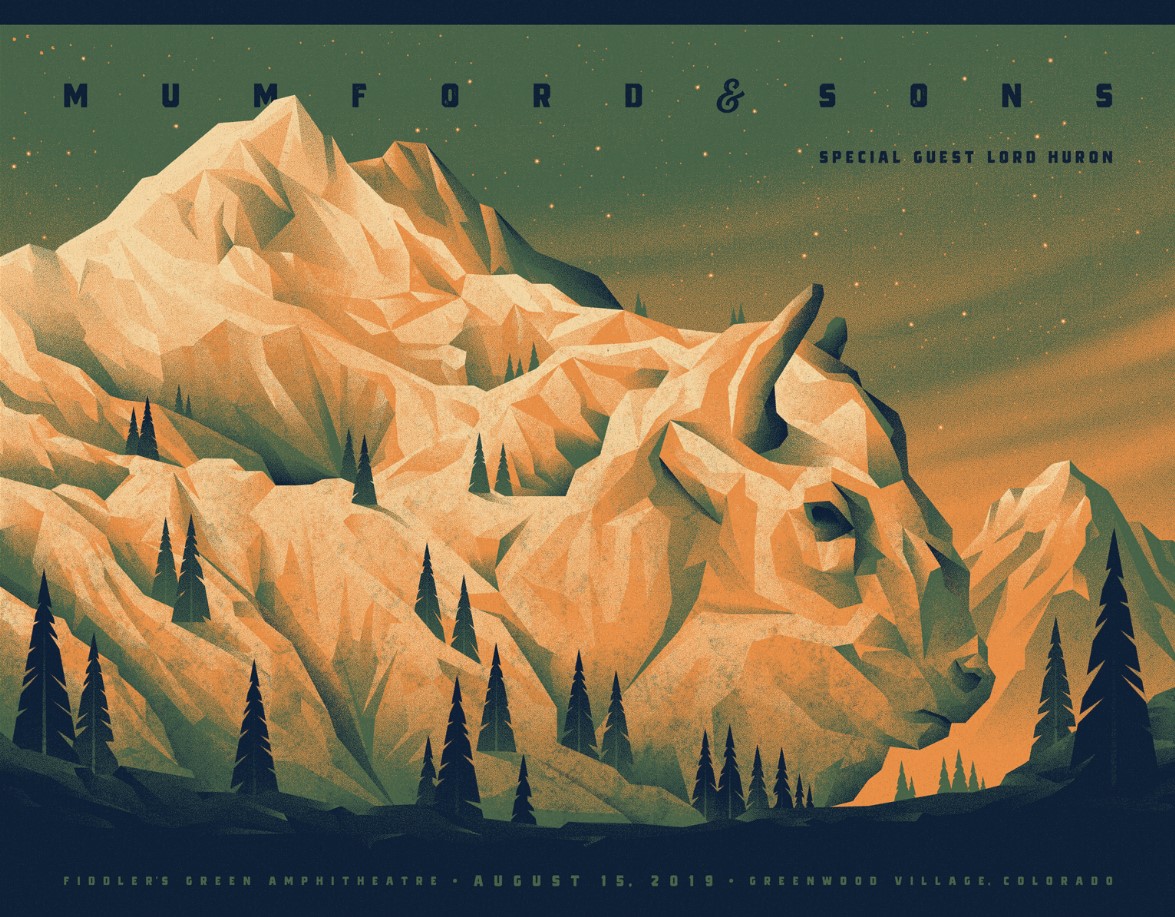 MUMFORD & SONS
SPECIAL GUEST LORD HURON
FIDDLER'S GREEN AMPHITHEATRE • AUGUST 15, 2019 • GREENWOOD VILLAGE, COLORADO